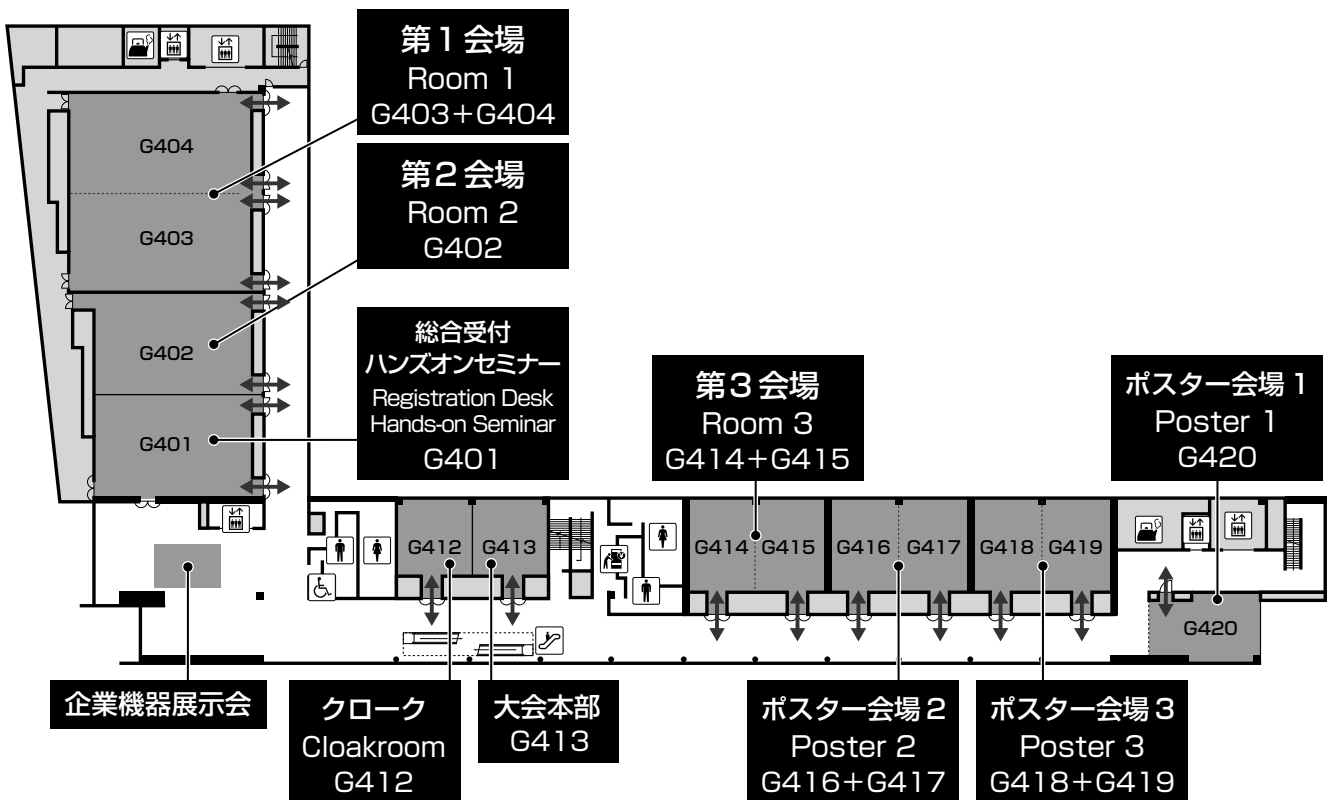 第1会場
Room 1
G403+G404
第2会場
Room 2
G402
総合受付
ハンズオンセミナー
Registration Desk
Hands-on Seminar
G401
第3会場
Room 3
G414+G415
ポスター会場1
Poster 1
G420
G404
G403
G402
G401
G412
G413
G414
G415
G416
G417
G418
G419
G420
企業機器展示会
クローク
Cloakroom
G412
大会本部
G413
ポスター会場2
Poster 2
G416+G417
ポスター会場3
Poster 3
G418+G419